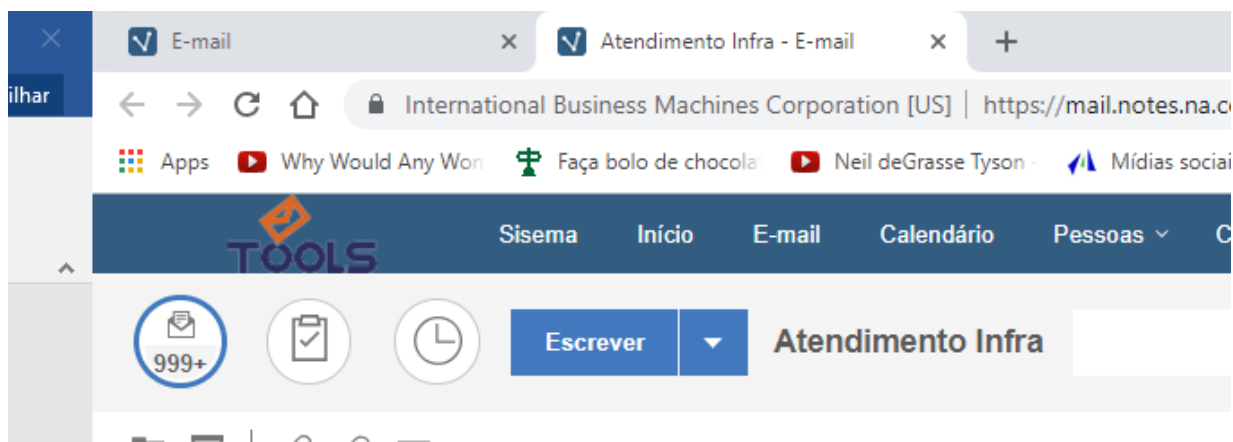 E-mail Atendimento Infra - E-mail
ilhar
International Business Machines Corporation [US] | https://mail.notes.na.c
Apps Why Would Any Wom Faça bolo de chocola Neil deGrasse Tyson - Mídias sociai
TOOLS Sisema Início E-mail Calendário Pessoas C
999+ Escrever Atendimento Infra